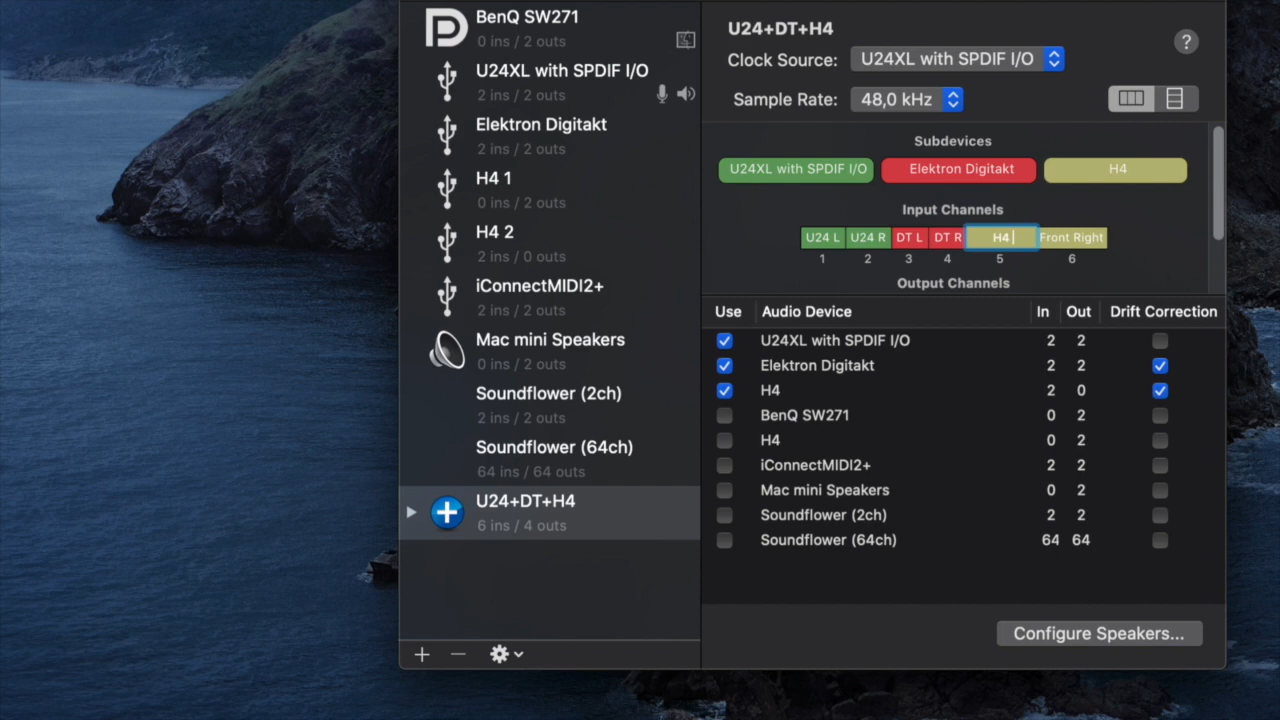 BenQ SW271
0 ins / 2 outs
U24XL with SPDIF I/O
2 ins / 2 outs
Elektron Digitakt
2 ins / 2 outs
H4 1
0 ins / 2 outs
H4 2
2 ins / 0 outs
iConnectMIDI2+
2 ins / 2 outs
Mac mini Speakers
0 ins / 2 outs
Soundflower (2ch)
2 ins / 2 outs
Soundflower (64ch)
64 ins / 64 outs
U24+DT+H4
6 ins / 4 outs
U24+DT+H4
?
Clock Source: U24XL with SPDIF I/O
Sample Rate: 48,0 kHz
Subdevices
U24XL with SPDIF I/O Elektron Digitakt H4
Input Channels
U24 L U24 R DT L DT R H4 Front Right
1 2 3 4 5 6
Output Channels
Use Audio Device In Out Drift Correction
U24XL with SPDIF I/O 2 2
Elektron Digitakt 2 2
H4 2 0
BenQ SW271 0 2
H4 0 2
iConnectMIDI2+ 2 2
Mac mini Speakers 0 2
Soundflower (2ch) 2 2
Soundflower (64ch) 64 64
Configure Speakers...